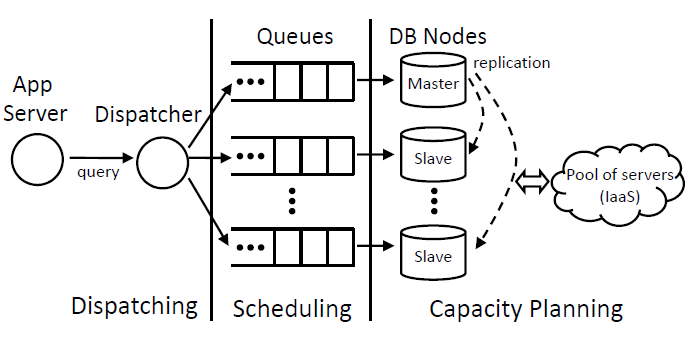 Queues
DB Nodes
replication
App
Server
Dispatcher
query
Master
Slave
Slave
Pool of servers
(IaaS)
Dispatching
Scheduling
Capacity Planning